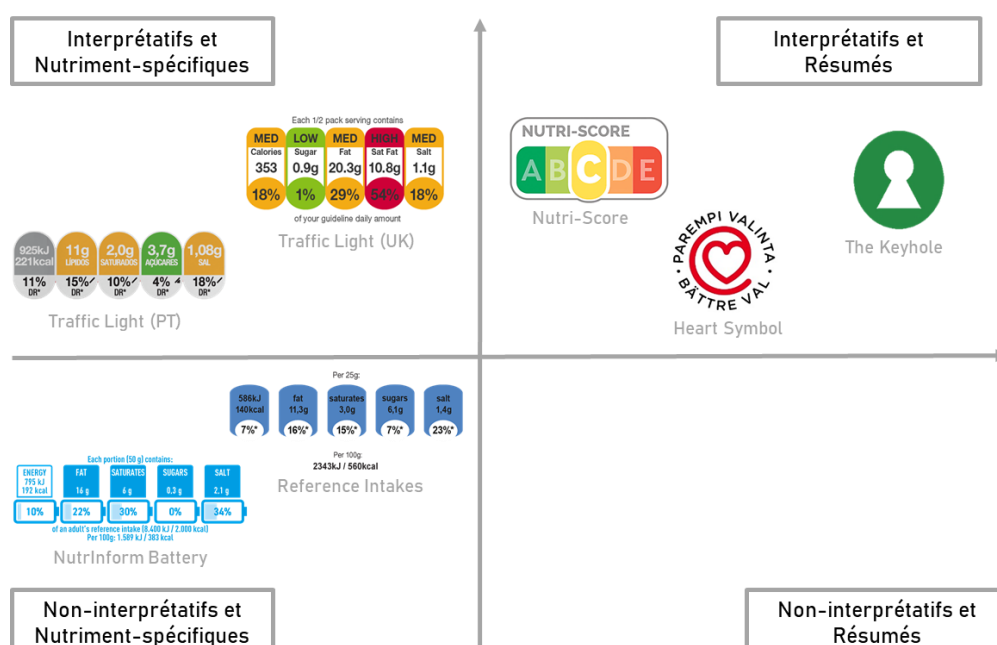 Interprétatifs et
Nutriment-spécifiques
Interprétatifs et
Résumés
Each 1/2 pack serving contains
MED LOW MED HIGH MED
Calories Sugar Fat Sat Fat Salt
353 0.9g 20.3g 10.8g 1.1g
18% 1% 29% 54% 18%
of your guideline daily amount
Traffic Light (UK)
NUTRI-SCORE
A B C D E
Nutri-Score
The Keyhole
PAREMPI VALINTA
BÄTTRE VAL
Heart Symbol
925kJ 11g 2,0g 3,7g 1,08g
221kcal LÍPIDOS SATURADOS AÇÚCARES SAL
11% 15% 10% 4% 18%
DR* DR* DR* DR* DR*
Traffic Light (PT)
Per 25g:
586kJ fat saturates sugars salt
140kcal 11,3g 3,0g 6,1g 1,4g
7%* 16%* 15%* 7%* 23%*
Per 100g:
2343kJ / 560kcal
Reference Intakes
Each portion (50 g) contains:
ENERGY FAT SATURATES SUGARS SALT
795 kJ
192 kcal 16 g 6 g 0.3 g 2.1 g
10% 22% 30% 0% 34%
of an adult's reference intake (8.400 kJ / 2.000 kcal)
Per 100g: 1.589 kJ / 383 kcal
NutrInform Battery
Non-interprétatifs et
Nutriment-spécifiques
Non-interprétatifs et
Résumés